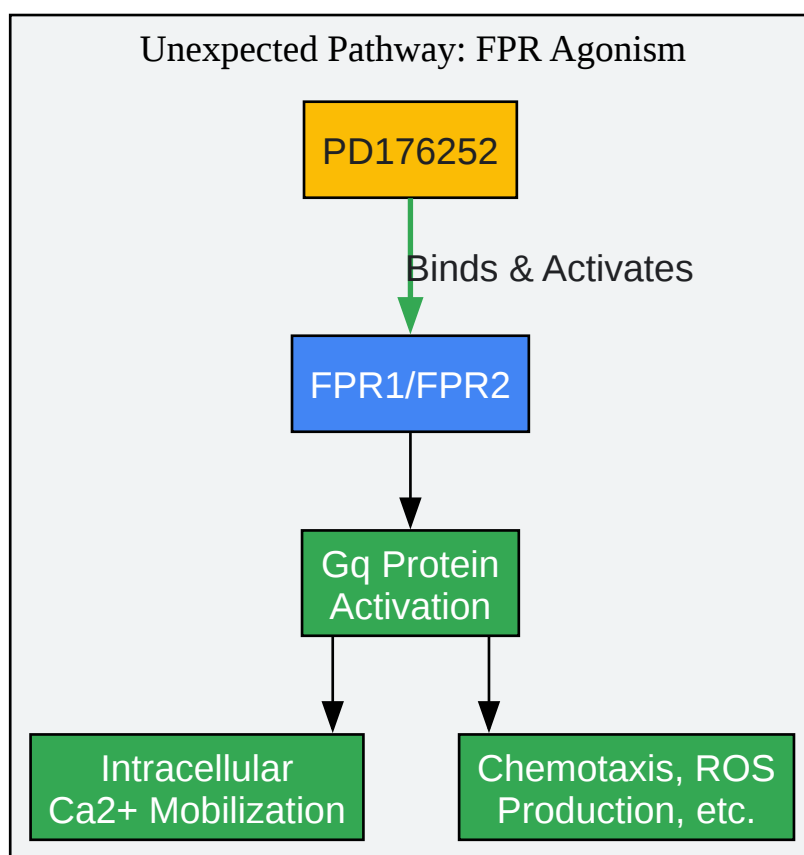 Unexpected Pathway: FPR Agonism
PD176252
Binds & Activates
FPR1/FPR2
Gq Protein
Activation
Intracellular
Ca2+ Mobilization
Chemotaxis, ROS
Production, etc.